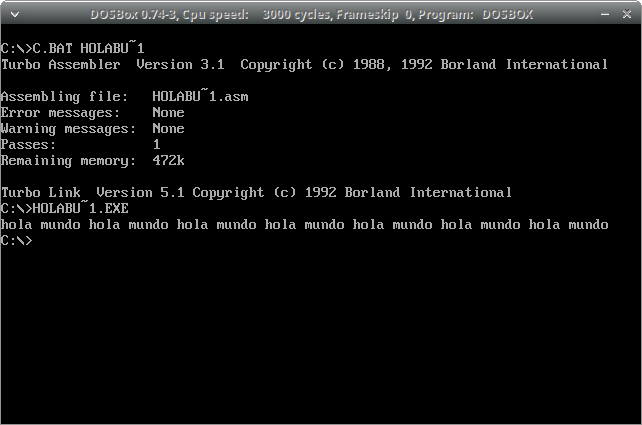 DOSBox 0.74-3, Cpu speed:    3000 cycles, Frameskip  0, Program:   DOSBOX
C:\>C.BAT HOLABU~1
Turbo Assembler  Version 3.1  Copyright (c) 1988, 1992 Borland International
Assembling file:   HOLABU~1.asm
Error messages:    None
Warning messages:  None
Passes:            1
Remaining memory:  472k
Turbo Link  Version 5.1 Copyright (c) 1992 Borland International
C:\>HOLABU~1.EXE
hola mundo hola mundo hola mundo hola mundo hola mundo hola mundo hola mundo
C:\>